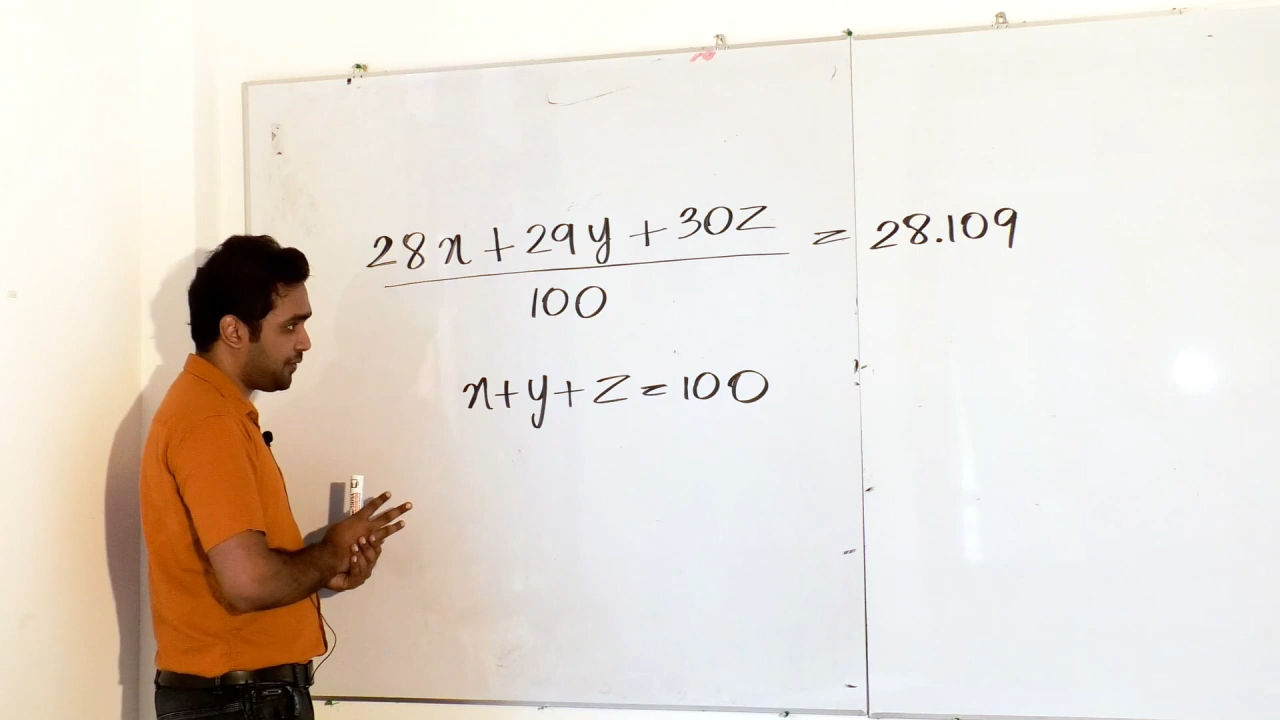 28x + 29y + 30z / 100 = 28.109
x + y + z = 100